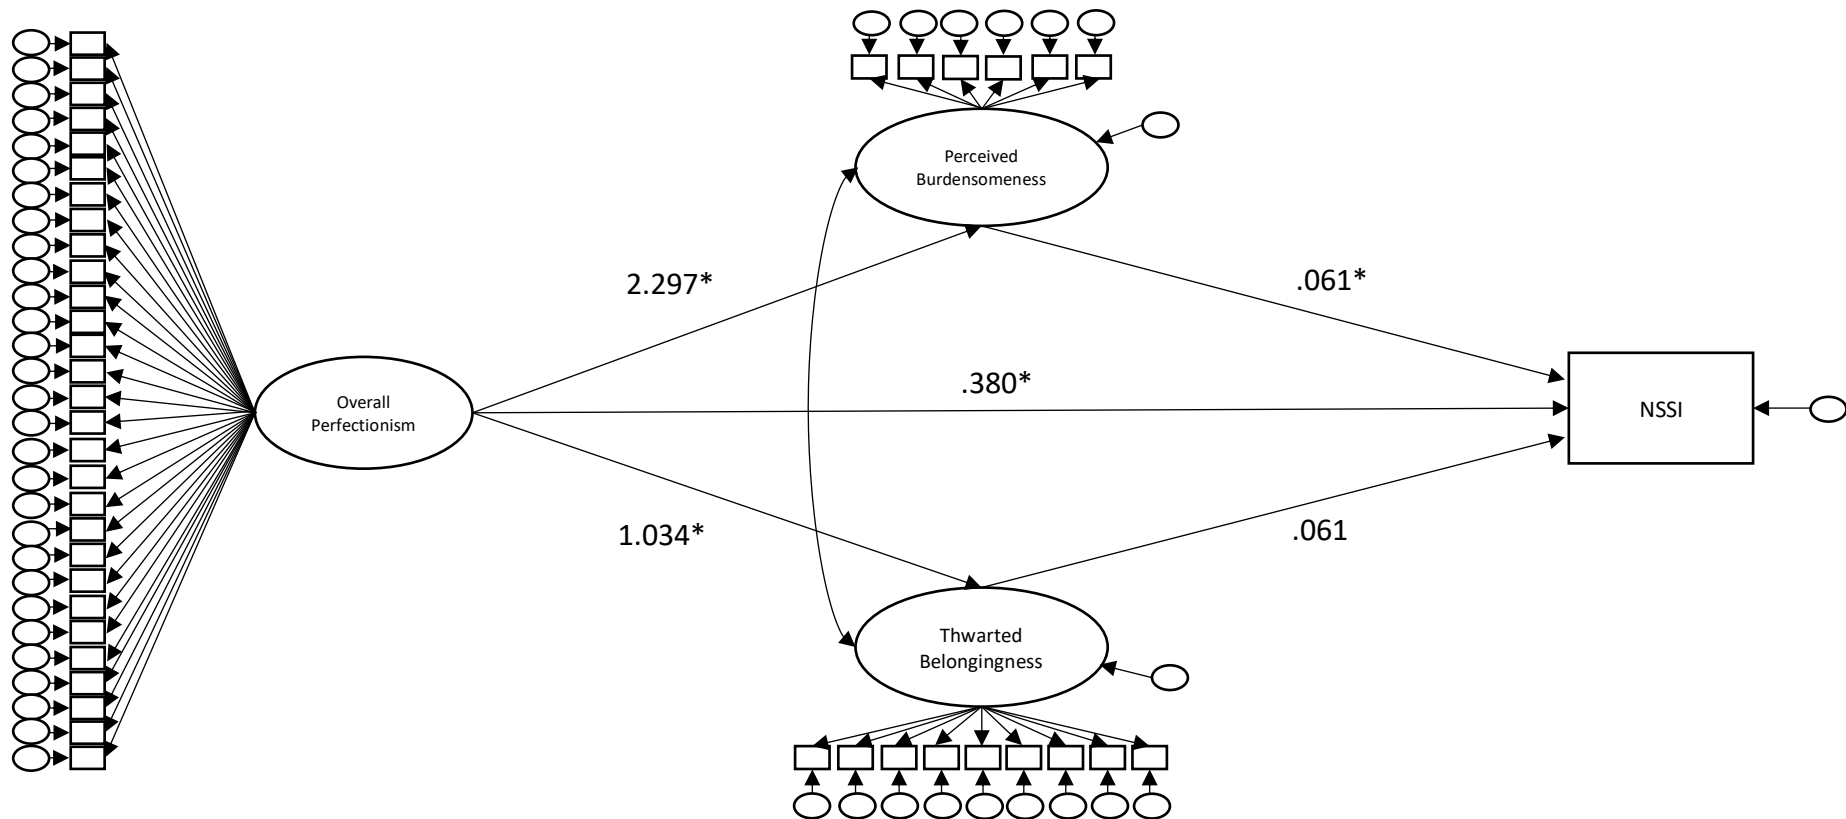 Perceived
Burdensomeness
2.297*
.061*
.380*
Overall
Perfectionism
NSSI
1.034*
.061
Thwarted
Belongingness